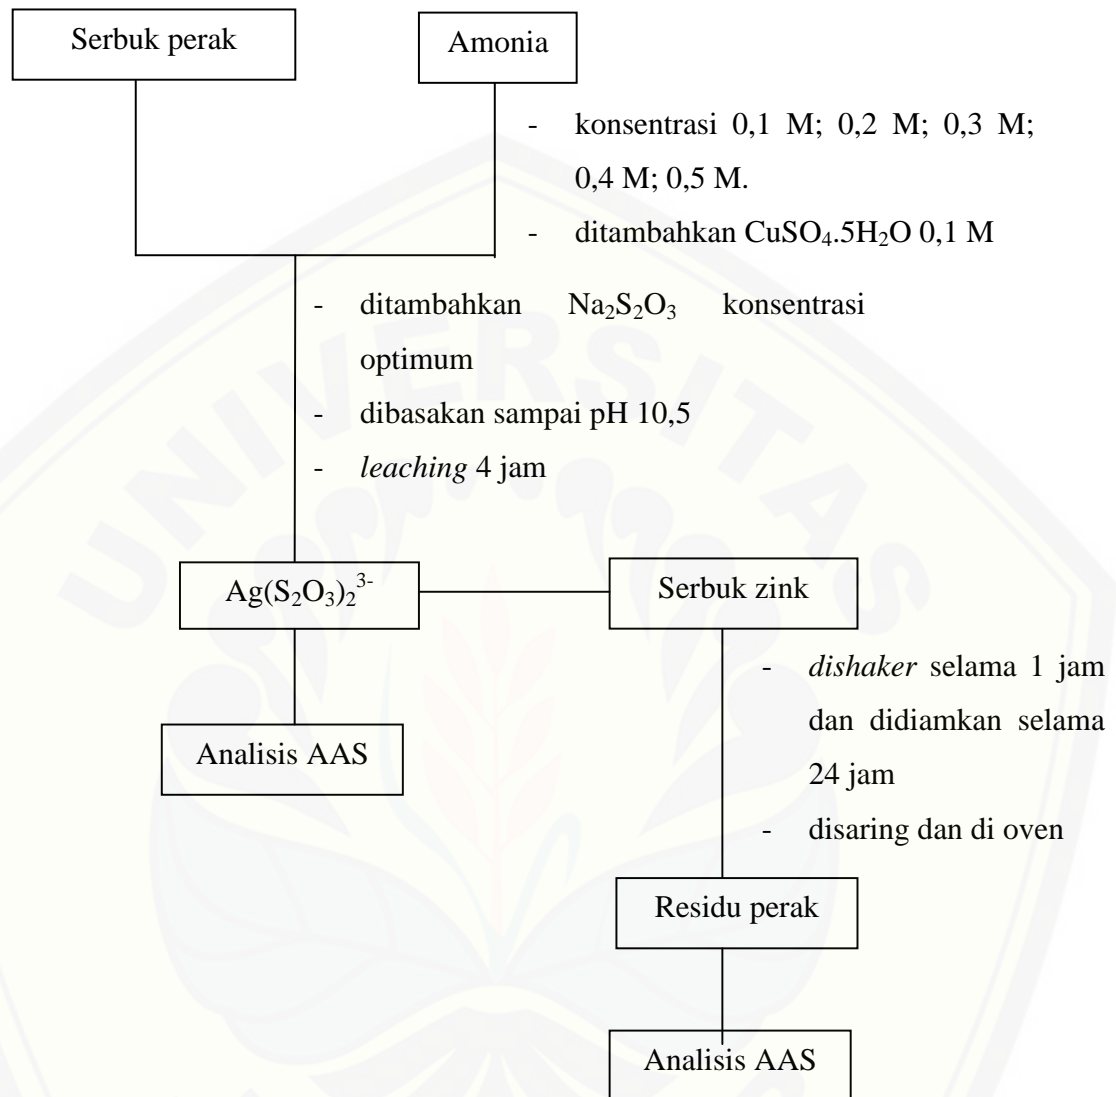 Serbuk perak
Amonia
- konsentrasi 0,1 M; 0,2 M; 0,3 M;
0,4 M; 0,5 M.
- ditambahkan CuSO₄.5H₂O 0,1 M
- ditambahkan Na₂S₂O₃ konsentrasi
optimum
- dibasakan sampai pH 10,5
- leaching 4 jam
Ag(S₂O₃)₂³⁻
Serbuk zink
- dishaker selama 1 jam
dan didiamkan selama
24 jam
- disaring dan di oven
Analisis AAS
Residu perak
Analisis AAS
UNIVERSITAS